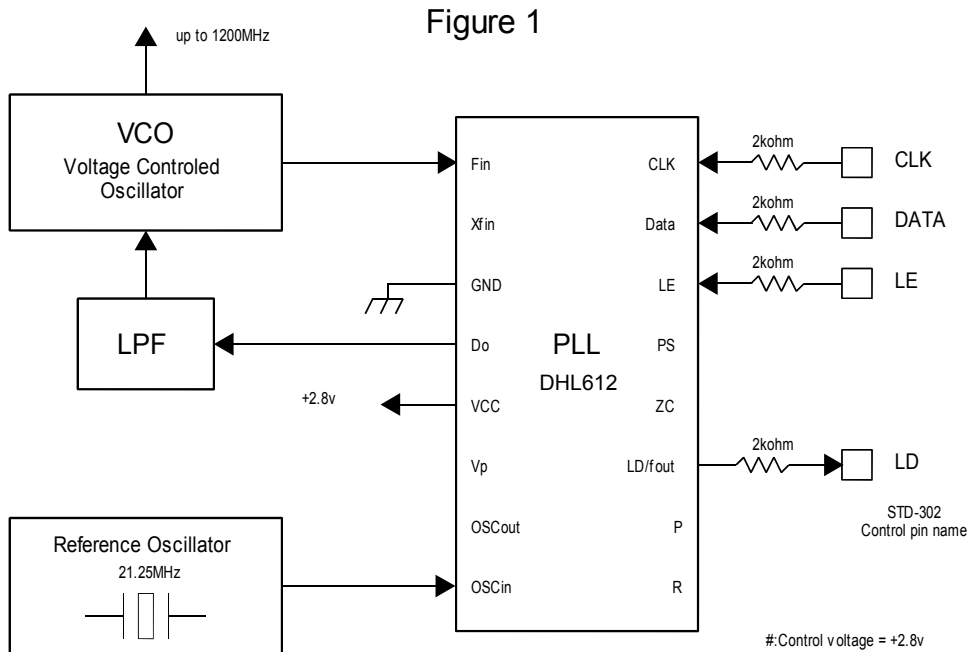 Figure 1
up to 1200MHz
VCO
Voltage Controled
Oscillator
LPF
+2.8v
Reference Oscillator
21.25MHz
Fin
Xfin
GND
Do
VCC
Vp
OSCout
OSCin
PLL
DHL612
CLK
Data
LE
PS
ZC
LD/fout
P
R
2kohm
CLK
2kohm
DATA
2kohm
LE
2kohm
LD
STD-302
Control pin name
#:Control voltage = +2.8v